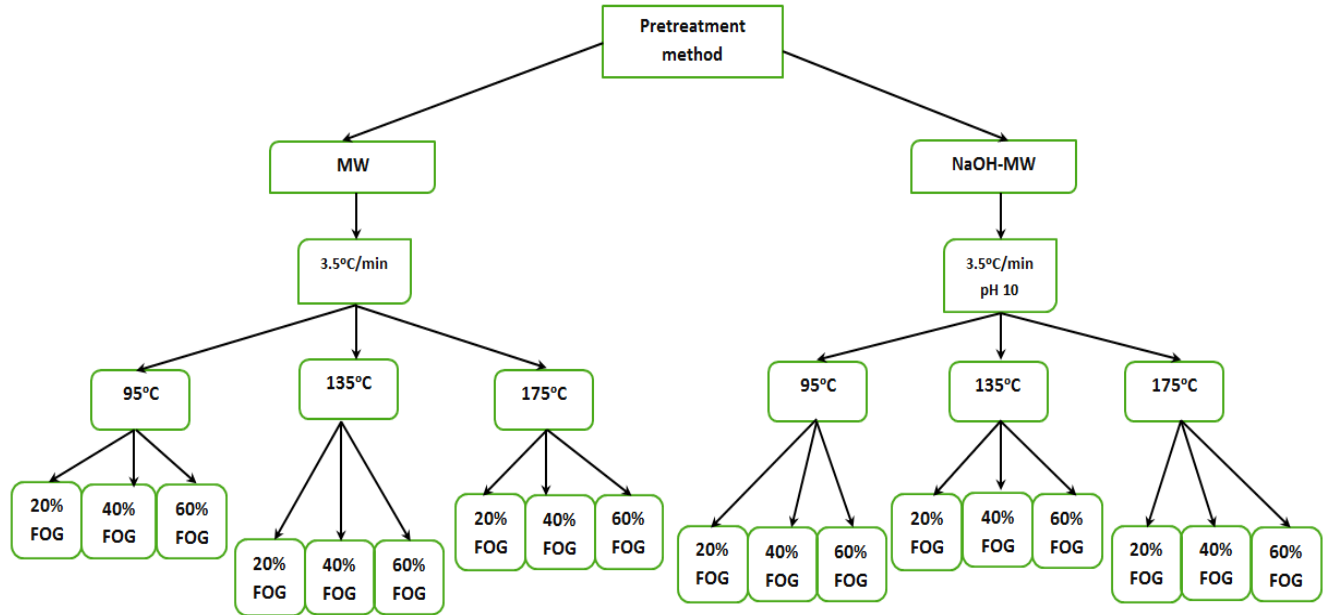 Pretreatment
method
MW
NaOH-MW
3.5ºC/min
3.5ºC/min
pH 10
95ºC
135ºC
175ºC
95ºC
135ºC
175ºC
20%
FOG
40%
FOG
60%
FOG
20%
FOG
40%
FOG
60%
FOG
20%
FOG
40%
FOG
60%
FOG
20%
FOG
40%
FOG
60%
FOG
20%
FOG
40%
FOG
60%
FOG
20%
FOG
40%
FOG
60%
FOG